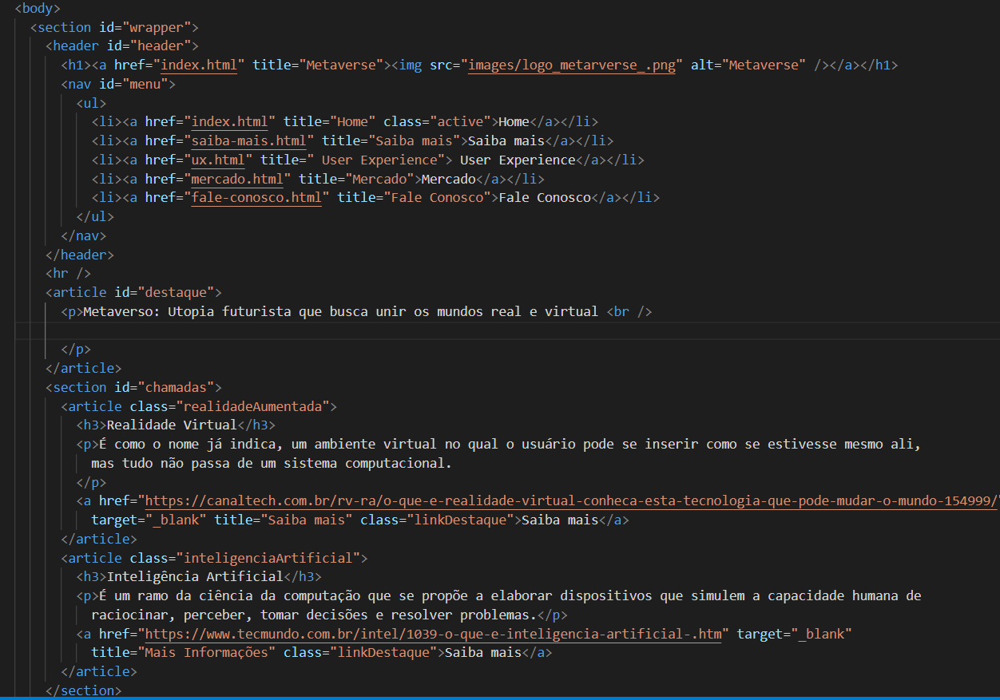 <body>
<section id="wrapper">
<header id="header">
<h1><a href="index.html" title="Metaverse"><img src="images/logo_metarverse_.png" alt="Metaverse" /></a></h1>
<nav id="menu">
<ul>
<li><a href="index.html" title="Home" class="active">Home</a></li>
<li><a href="saiba-mais.html" title="Saiba mais">Saiba mais</a></li>
<li><a href="ux.html" title=" User Experience"> User Experience</a></li>
<li><a href="mercado.html" title="Mercado">Mercado</a></li>
<li><a href="fale-conosco.html" title="Fale Conosco">Fale Conosco</a></li>
</ul>
</nav>
</header>
<hr />
<article id="destaque">
<p>Metaverso: Utopia futurista que busca unir os mundos real e virtual <br />
</p>
</article>
<section id="chamadas">
<article class="realidadeAumentada">
<h3>Realidade Virtual</h3>
<p>É como o nome já indica, um ambiente virtual no qual o usuário pode se inserir como se estivesse mesmo ali,
mas tudo não passa de um sistema computacional.
</p>
<a href="https://canaltech.com.br/rv-ra/o-que-e-realidade-virtual-conheca-esta-tecnologia-que-pode-mudar-o-mundo-154999/"
target="_blank" title="Saiba mais" class="linkDestaque">Saiba mais</a>
</article>
<article class="inteligenciaArtificial">
<h3>Inteligência Artificial</h3>
<p>É um ramo da ciência da computação que se propõe a elaborar dispositivos que simulem a capacidade humana de
raciocinar, perceber, tomar decisões e resolver problemas.</p>
<a href="https://www.tecmundo.com.br/intel/1039-o-que-e-inteligencia-artificial-.htm" target="_blank"
title="Mais Informações" class="linkDestaque">Saiba mais</a>
</article>
</section>